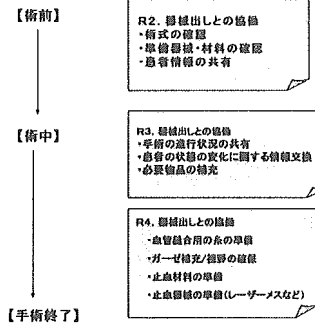 【術前】
R2. 器械出しとの協働
・術式の確認
・準備器械・材料の確認
・患者情報の共有
【術中】
R3. 器械出しとの協働
・手術の進行状況の共有
・患者の状態の変化に関する情報交換
・必要物品の補充
R4. 器械出しとの協働
・血管縫合用の糸の準備
・ガーゼ補充/視野の確保
・止血材料の準備
・止血器械の準備(レーザーメスなど)
【手術終了】